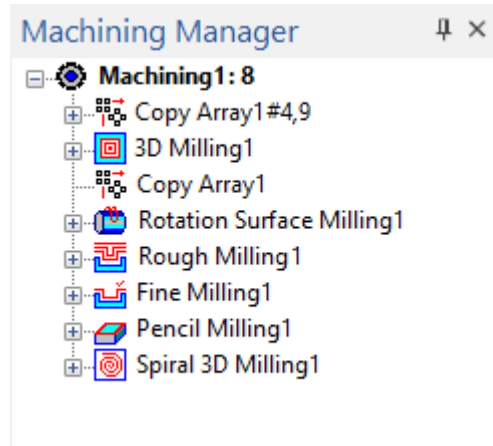 Machining Manager
Machining1: 8
Copy Array1#4,9
3D Milling1
Copy Array1
Rotation Surface Milling1
Rough Milling1
Fine Milling1
Pencil Milling1
Spiral 3D Milling1